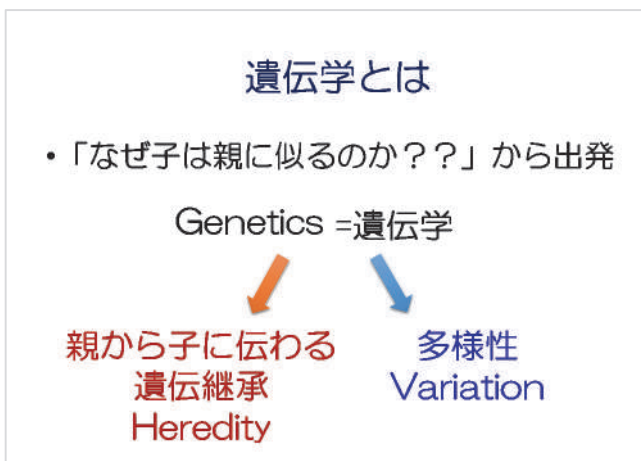 遺伝学とは
・「なぜ子は親に似るのか??」から出発
Genetics =遺伝学
親から子に伝わる
遺伝継承
Heredity
多様性
Variation